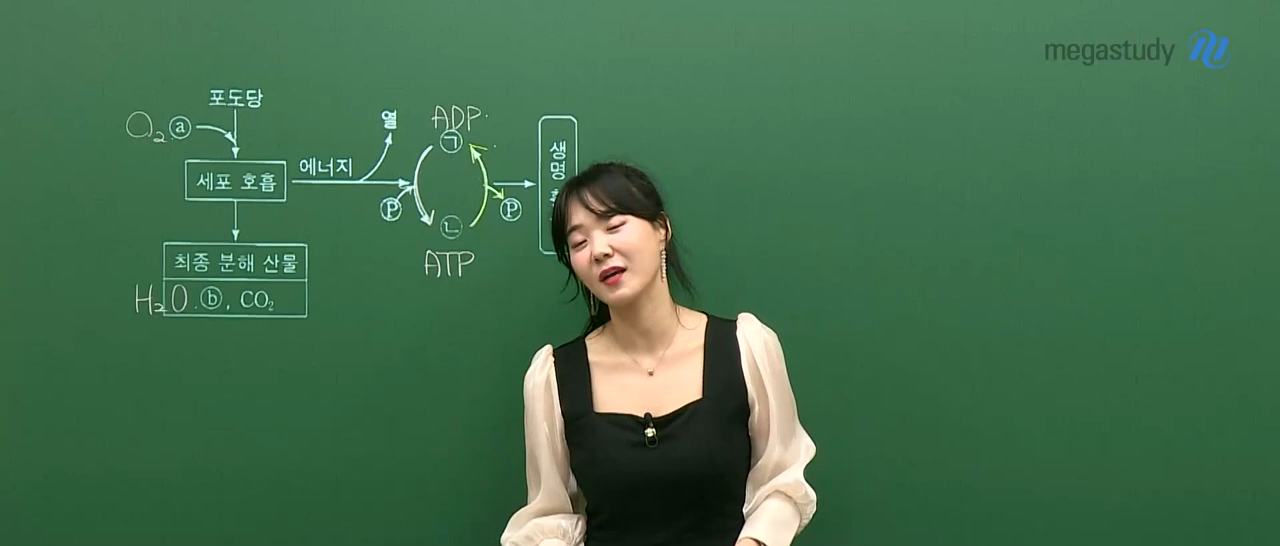 megastudy
포도당
O₂ ⓐ
열
ADP
㉠
에너지
세포 호흡
ⓟ
ⓟ
생명
㉡
ATP
최종 분해 산물
H₂O ⓑ, CO₂